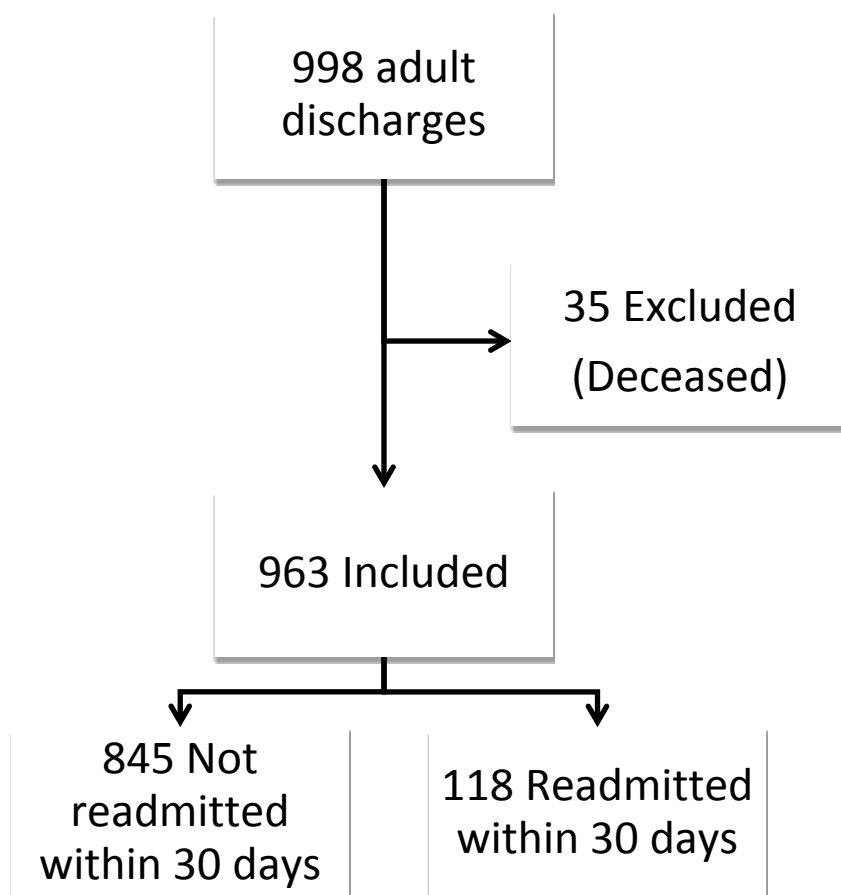 998 adult
discharges
35 Excluded
(Deceased)
963 Included
845 Not
readmitted
within 30 days
118 Readmitted
within 30 days